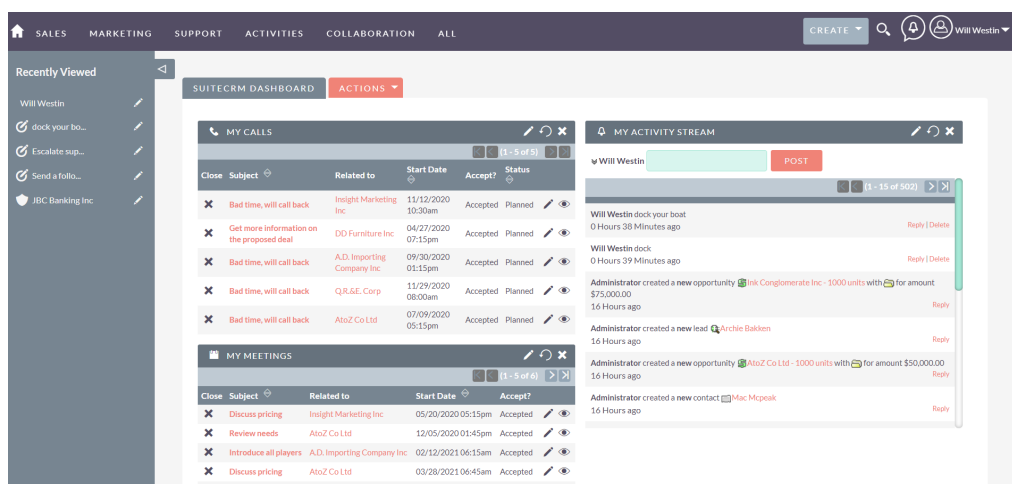 SALES MARKETING SUPPORT ACTIVITIES COLLABORATION ALL CREATE Will Westin
Recently Viewed
Will Westin
dock your bo...
Escalate sup...
Send a follo...
JBC Banking Inc
SUITECRM DASHBOARD ACTIONS
MY CALLS
(1 - 5 of 5)
Close Subject Related to Start Date Accept? Status
Bad time, will call back Insight Marketing Inc 11/12/2020 10:30am Accepted Planned
Get more information on the proposed deal DD Furniture Inc 04/27/2020 07:15pm Accepted Planned
Bad time, will call back A.D. Importing Company Inc 09/30/2020 01:15pm Accepted Planned
Bad time, will call back Q.R.&E. Corp 11/29/2020 08:00am Accepted Planned
Bad time, will call back AtoZ Co Ltd 07/09/2020 05:15pm Accepted Planned
MY MEETINGS
(1 - 5 of 6)
Close Subject Related to Start Date Accept?
Discuss pricing Insight Marketing Inc 05/20/2020 05:15pm Accepted
Review needs AtoZ Co Ltd 12/05/2020 01:45pm Accepted
Introduce all players A.D. Importing Company Inc 02/12/2021 06:15am Accepted
Discuss pricing AtoZ Co Ltd 03/28/2021 06:45am Accepted
MY ACTIVITY STREAM
Will Westin POST
(1 - 15 of 502)
Will Westin dock your boat
0 Hours 38 Minutes ago Reply | Delete
Will Westin dock
0 Hours 39 Minutes ago Reply | Delete
Administrator created a new opportunity Ink Conglomerate Inc - 1000 units with for amount
$75,000.00
16 Hours ago Reply
Administrator created a new lead Archie Bakken
16 Hours ago Reply
Administrator created a new opportunity AtoZ Co Ltd - 1000 units with for amount $50,000.00
16 Hours ago Reply
Administrator created a new contact Mac Mcpeak
16 Hours ago Reply